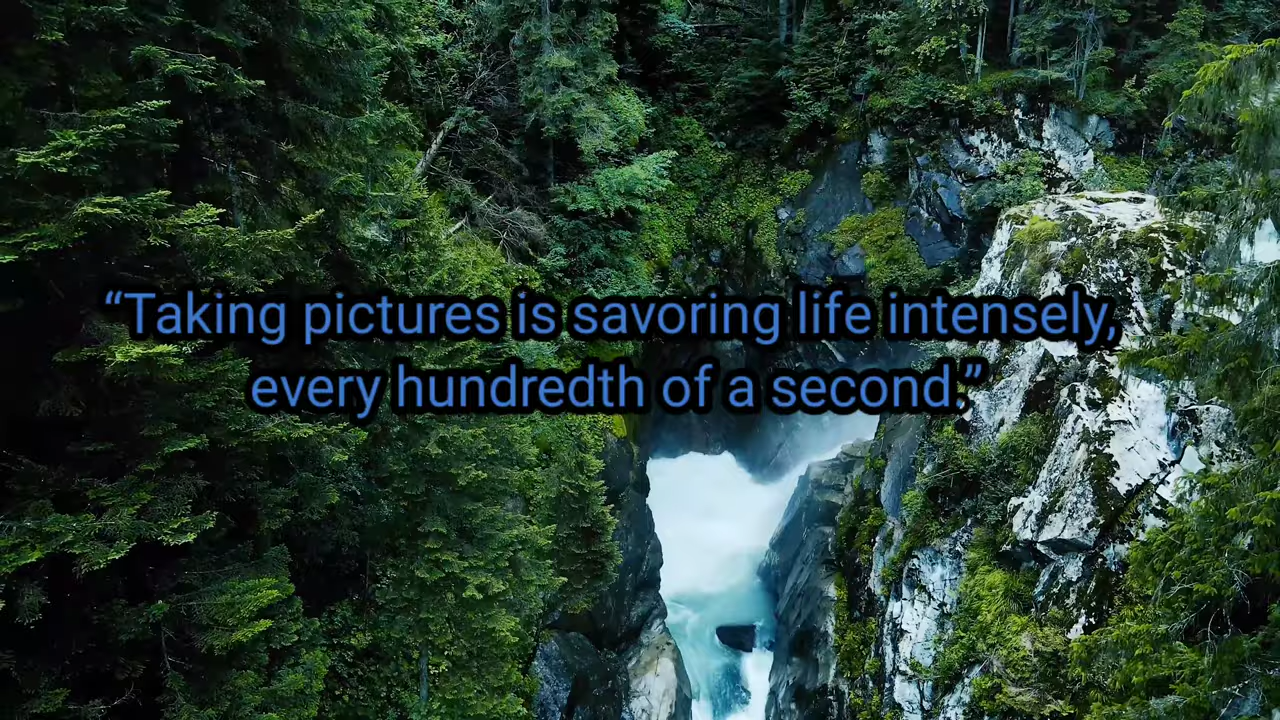 “Taking pictures is savoring life intensely,
every hundredth of a second.”